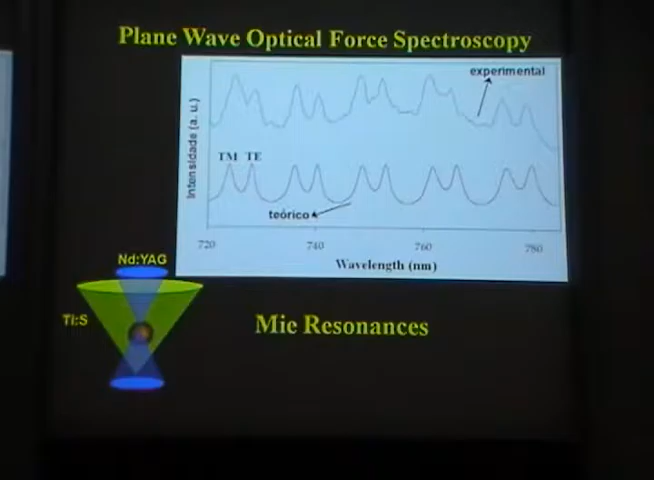 Plane Wave Optical Force Spectroscopy
experimental
Intensidade (a. u.)
TM TE
teórico
720 740 760 780
Wavelength (nm)
Nd:YAG
Ti:S
Mie Resonances